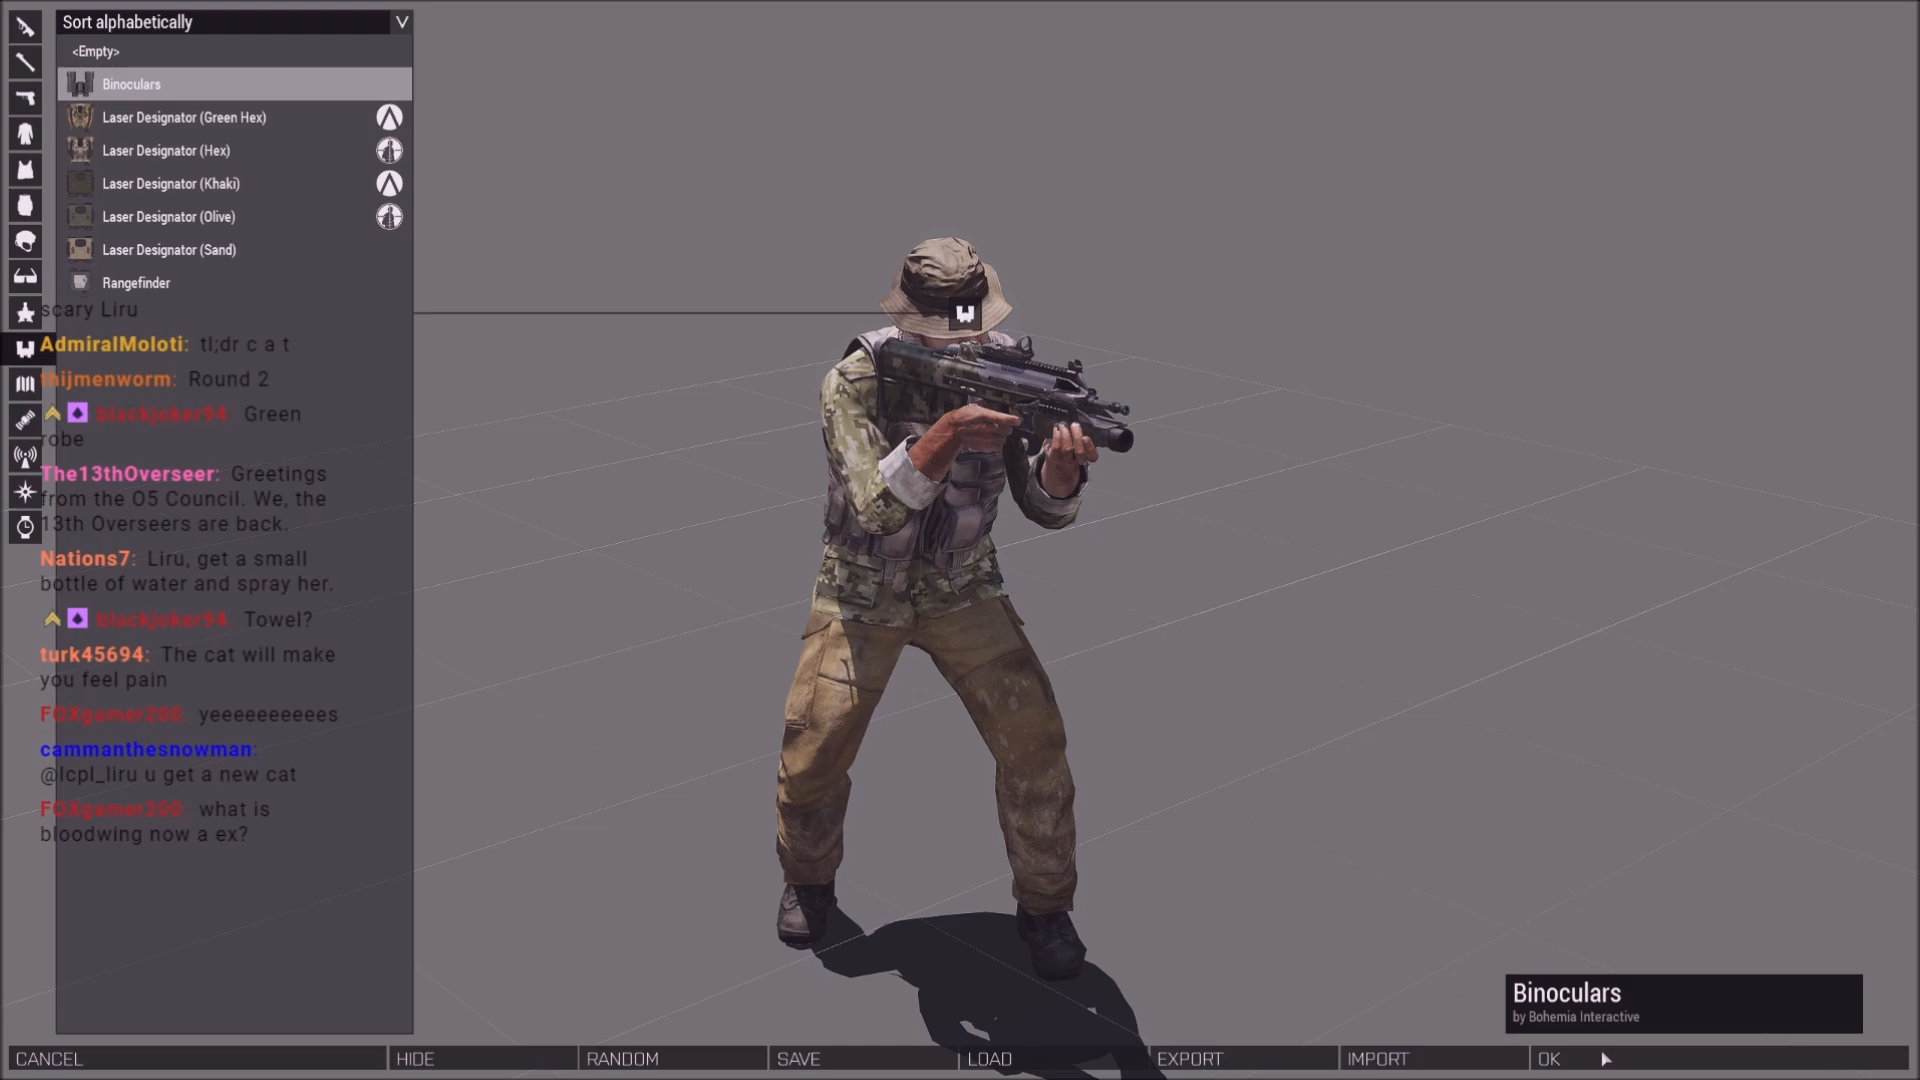 Sort alphabetically
<Empty>
Binoculars
Laser Designator (Green Hex)
Laser Designator (Hex)
Laser Designator (Khaki)
Laser Designator (Olive)
Laser Designator (Sand)
Rangefinder
scary Liru
AdmiralMoloti: tl;dr c a t
thijmenworm: Round 2
blackjoker94: Green
robe
The13thOverseer: Greetings
from the O5 Council. We, the
13th Overseers are back.
Nations7: Liru, get a small
bottle of water and spray her.
blackjoker94: Towel?
turk45694: The cat will make
you feel pain
FOXgamer200: yeeeeeeeeees
cammanthesnowman:
@lcpl_liru u get a new cat
FOXgamer200: what is
bloodwing now a ex?
Binoculars
by Bohemia Interactive
CANCEL
HIDE
RANDOM
SAVE
LOAD
EXPORT
IMPORT
OK